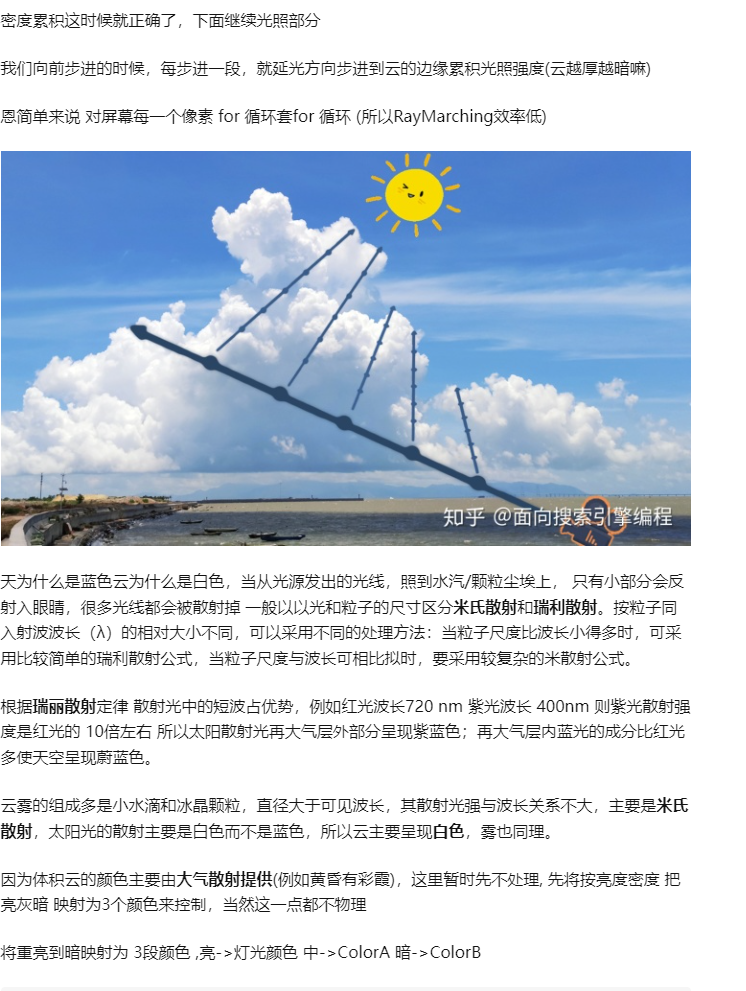 密度累积这时候就正确了，下面继续光照部分
我们向前步进的时候，每步进一段，就延光方向步进到云的边缘累积光照强度(云越厚越暗嘛)
恩简单来说 对屏幕每一个像素 for 循环套for 循环 (所以RayMarching效率低)
知乎 @面向搜索引擎编程
天为什么是蓝色云为什么是白色，当从光源发出的光线，照到水汽/颗粒尘埃上， 只有小部分会反
射入眼睛，很多光线都会被散射掉 一般以以光和粒子的尺寸区分米氏散射和瑞利散射。按粒子同
入射波波长（λ）的相对大小不同，可以采用不同的处理方法：当粒子尺度比波长小得多时，可采
用比较简单的瑞利散射公式，当粒子尺度与波长可相比拟时，要采用较复杂的米散射公式。
根据瑞丽散射定律 散射光中的短波占优势，例如红光波长720 nm 紫光波长 400nm 则紫光散射强
度是红光的 10倍左右 所以太阳散射光再大气层外部分呈现紫蓝色；再大气层内蓝光的成分比红光
多使天空呈现蔚蓝色。
云雾的组成多是小水滴和冰晶颗粒，直径大于可见波长，其散射光强与波长关系不大，主要是米氏
散射，太阳光的散射主要是白色而不是蓝色，所以云主要呈现白色，雾也同理。
因为体积云的颜色主要由大气散射提供(例如黄昏有彩霞)，这里暂时先不处理, 先将按亮度密度 把
亮灰暗 映射为3个颜色来控制，当然这一点都不物理
将重亮到暗映射为 3段颜色 ,亮->灯光颜色 中->ColorA 暗->ColorB